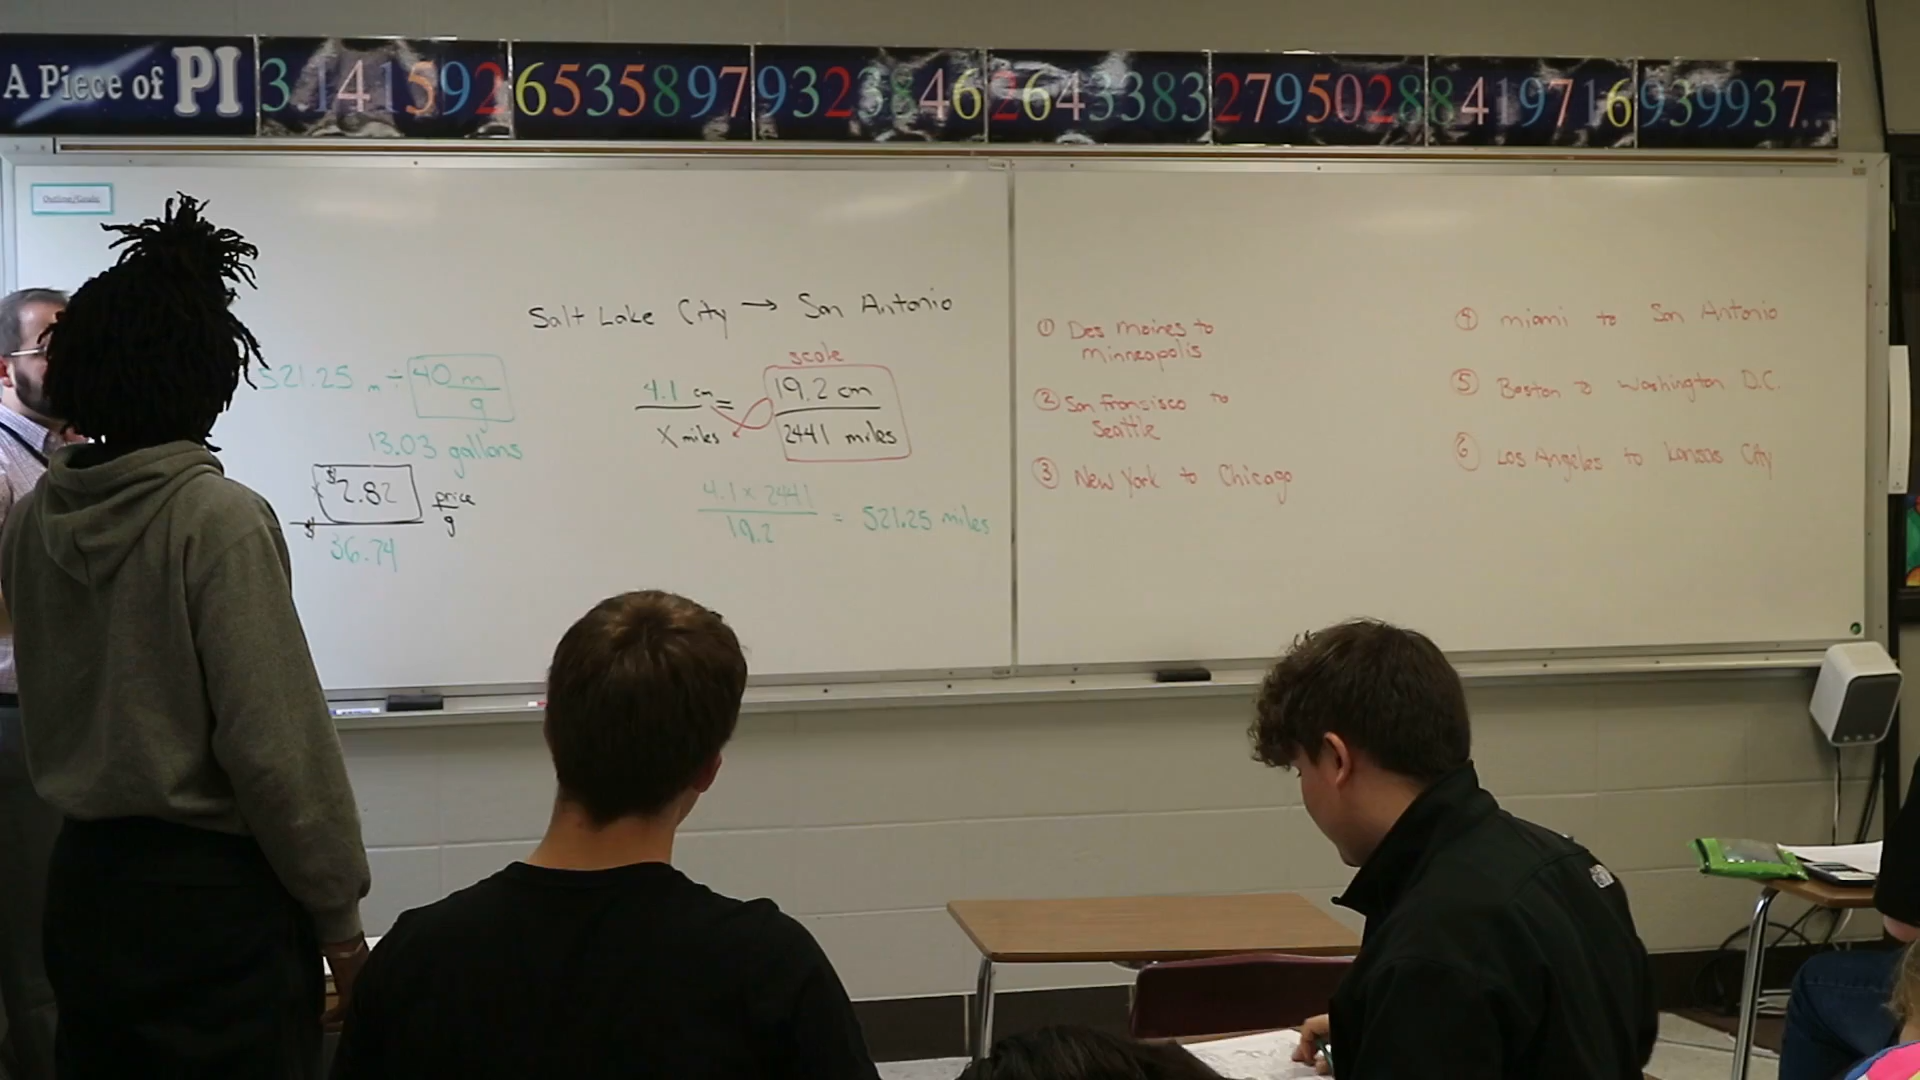 A Piece of PI 3.14159265358979323846264338327950288419716939937...
Outline/Goals:
Salt Lake City → San Antonio
521.25 m ÷ 40 m/g
13.03 gallons
x $2.82 price/g
$ 36.74
scale
4.1 cm / X miles = 19.2 cm / 2441 miles
4.1 x 2441 / 19.2 = 521.25 miles
① Des Moines to
Minneapolis
② San Fransisco to
Seattle
③ New York to Chicago
④ Miami to San Antonio
⑤ Boston to Washington D.C.
⑥ Los Angeles to Kansas City